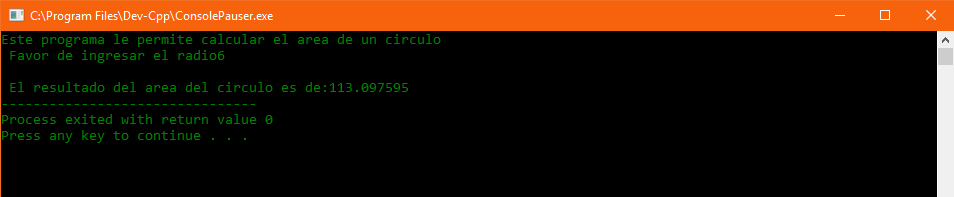 C:\Program Files\Dev-Cpp\ConsolePauser.exe
Este programa le permite calcular el area de un circulo
Favor de ingresar el radio6
El resultado del area del circulo es de:113.097595
--------------------------------
Process exited with return value 0
Press any key to continue . . .